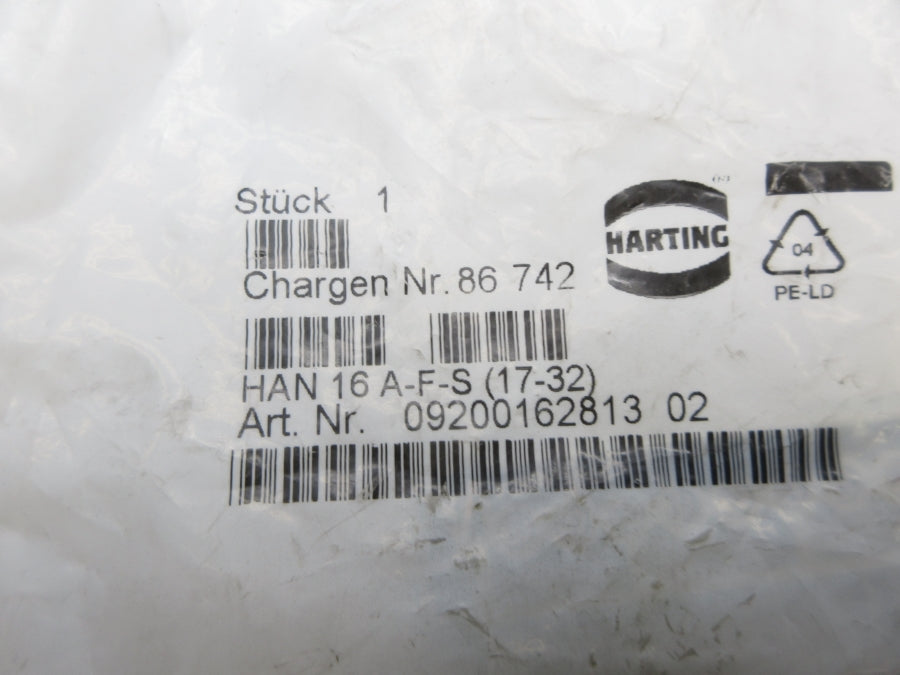 Stück 1
HARTING
04
PE-LD
Chargen Nr. 86 742
HAN 16 A-F-S (17-32)
Art. Nr. 09200162813 02